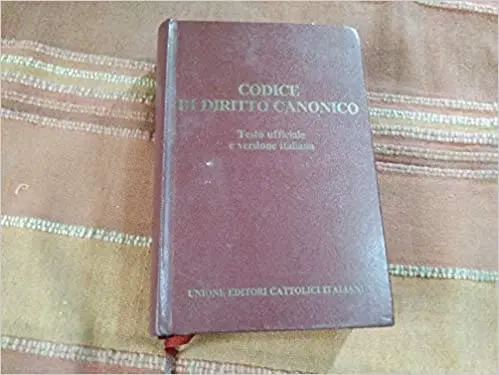 CODICE
DI DIRITTO CANONICO
Testo ufficiale
e versione italiana
UNIONE EDITORI CATTOLICI ITALIANI